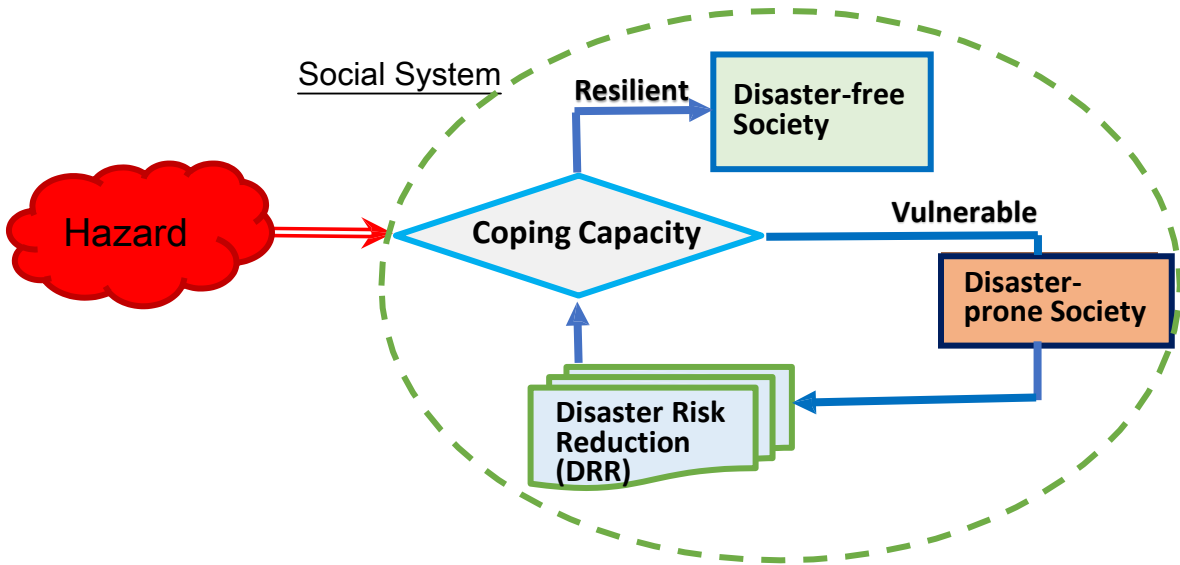 Social System
Resilient
Disaster-free
Society
Hazard
Coping Capacity
Vulnerable
Disaster-
prone Society
Disaster Risk
Reduction
(DRR)